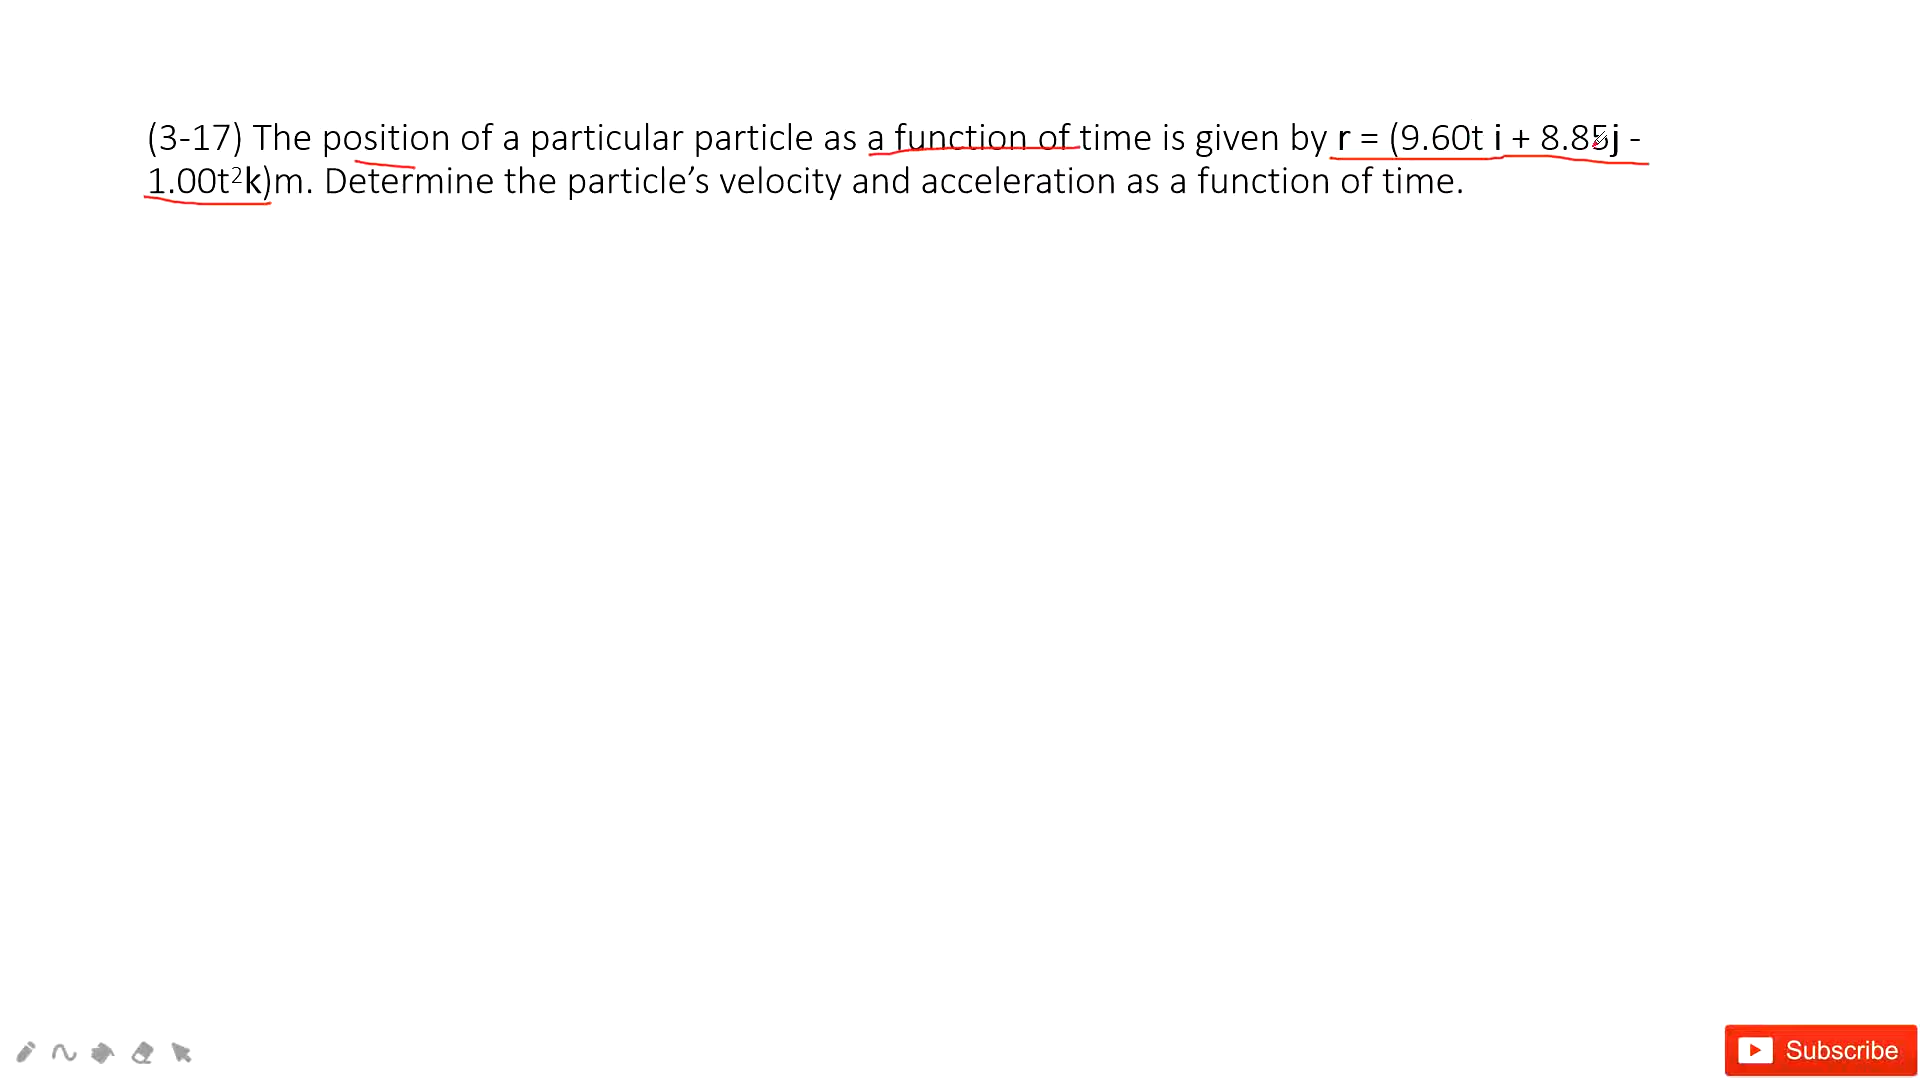 (3-17) The position of a particular particle as a function of time is given by r = (9.60t i + 8.85j -
1.00t²k)m. Determine the particle’s velocity and acceleration as a function of time.
Subscribe